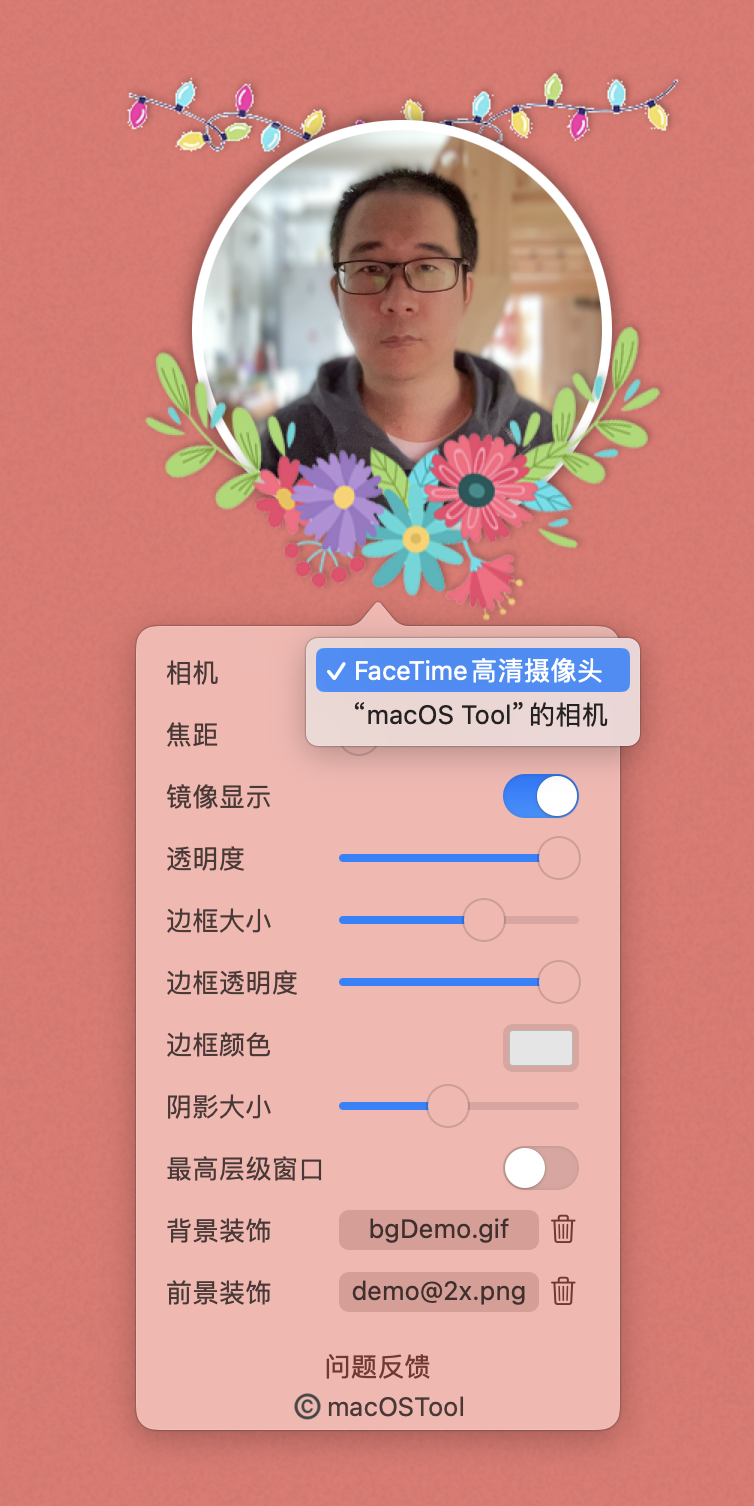 相机
FaceTime高清摄像头
“macOS Tool”的相机
焦距
镜像显示
透明度
边框大小
边框透明度
边框颜色
阴影大小
最高层级窗口
背景装饰 bgDemo.gif
前景装饰 demo@2x.png
问题反馈
© macOSTool